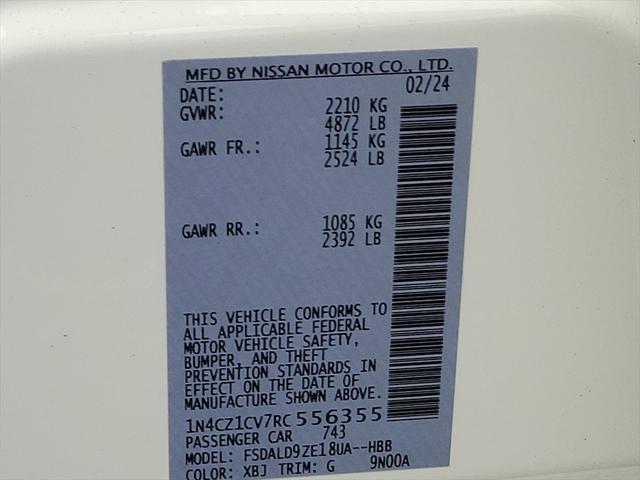 MFD BY NISSAN MOTOR CO., LTD.
DATE: 02/24
GVWR: 2210 KG
4872 LB
GAWR FR.: 1145 KG
2524 LB
GAWR RR.: 1085 KG
2392 LB
THIS VEHICLE CONFORMS TO
ALL APPLICABLE FEDERAL
MOTOR VEHICLE SAFETY,
BUMPER, AND THEFT
PREVENTION STANDARDS IN
EFFECT ON THE DATE OF
MANUFACTURE SHOWN ABOVE.
1N4CZ1CV7RC556355
PASSENGER CAR 743
MODEL: FSDALD9ZE18UA--HBB
COLOR: XBJ TRIM: G 9N00A